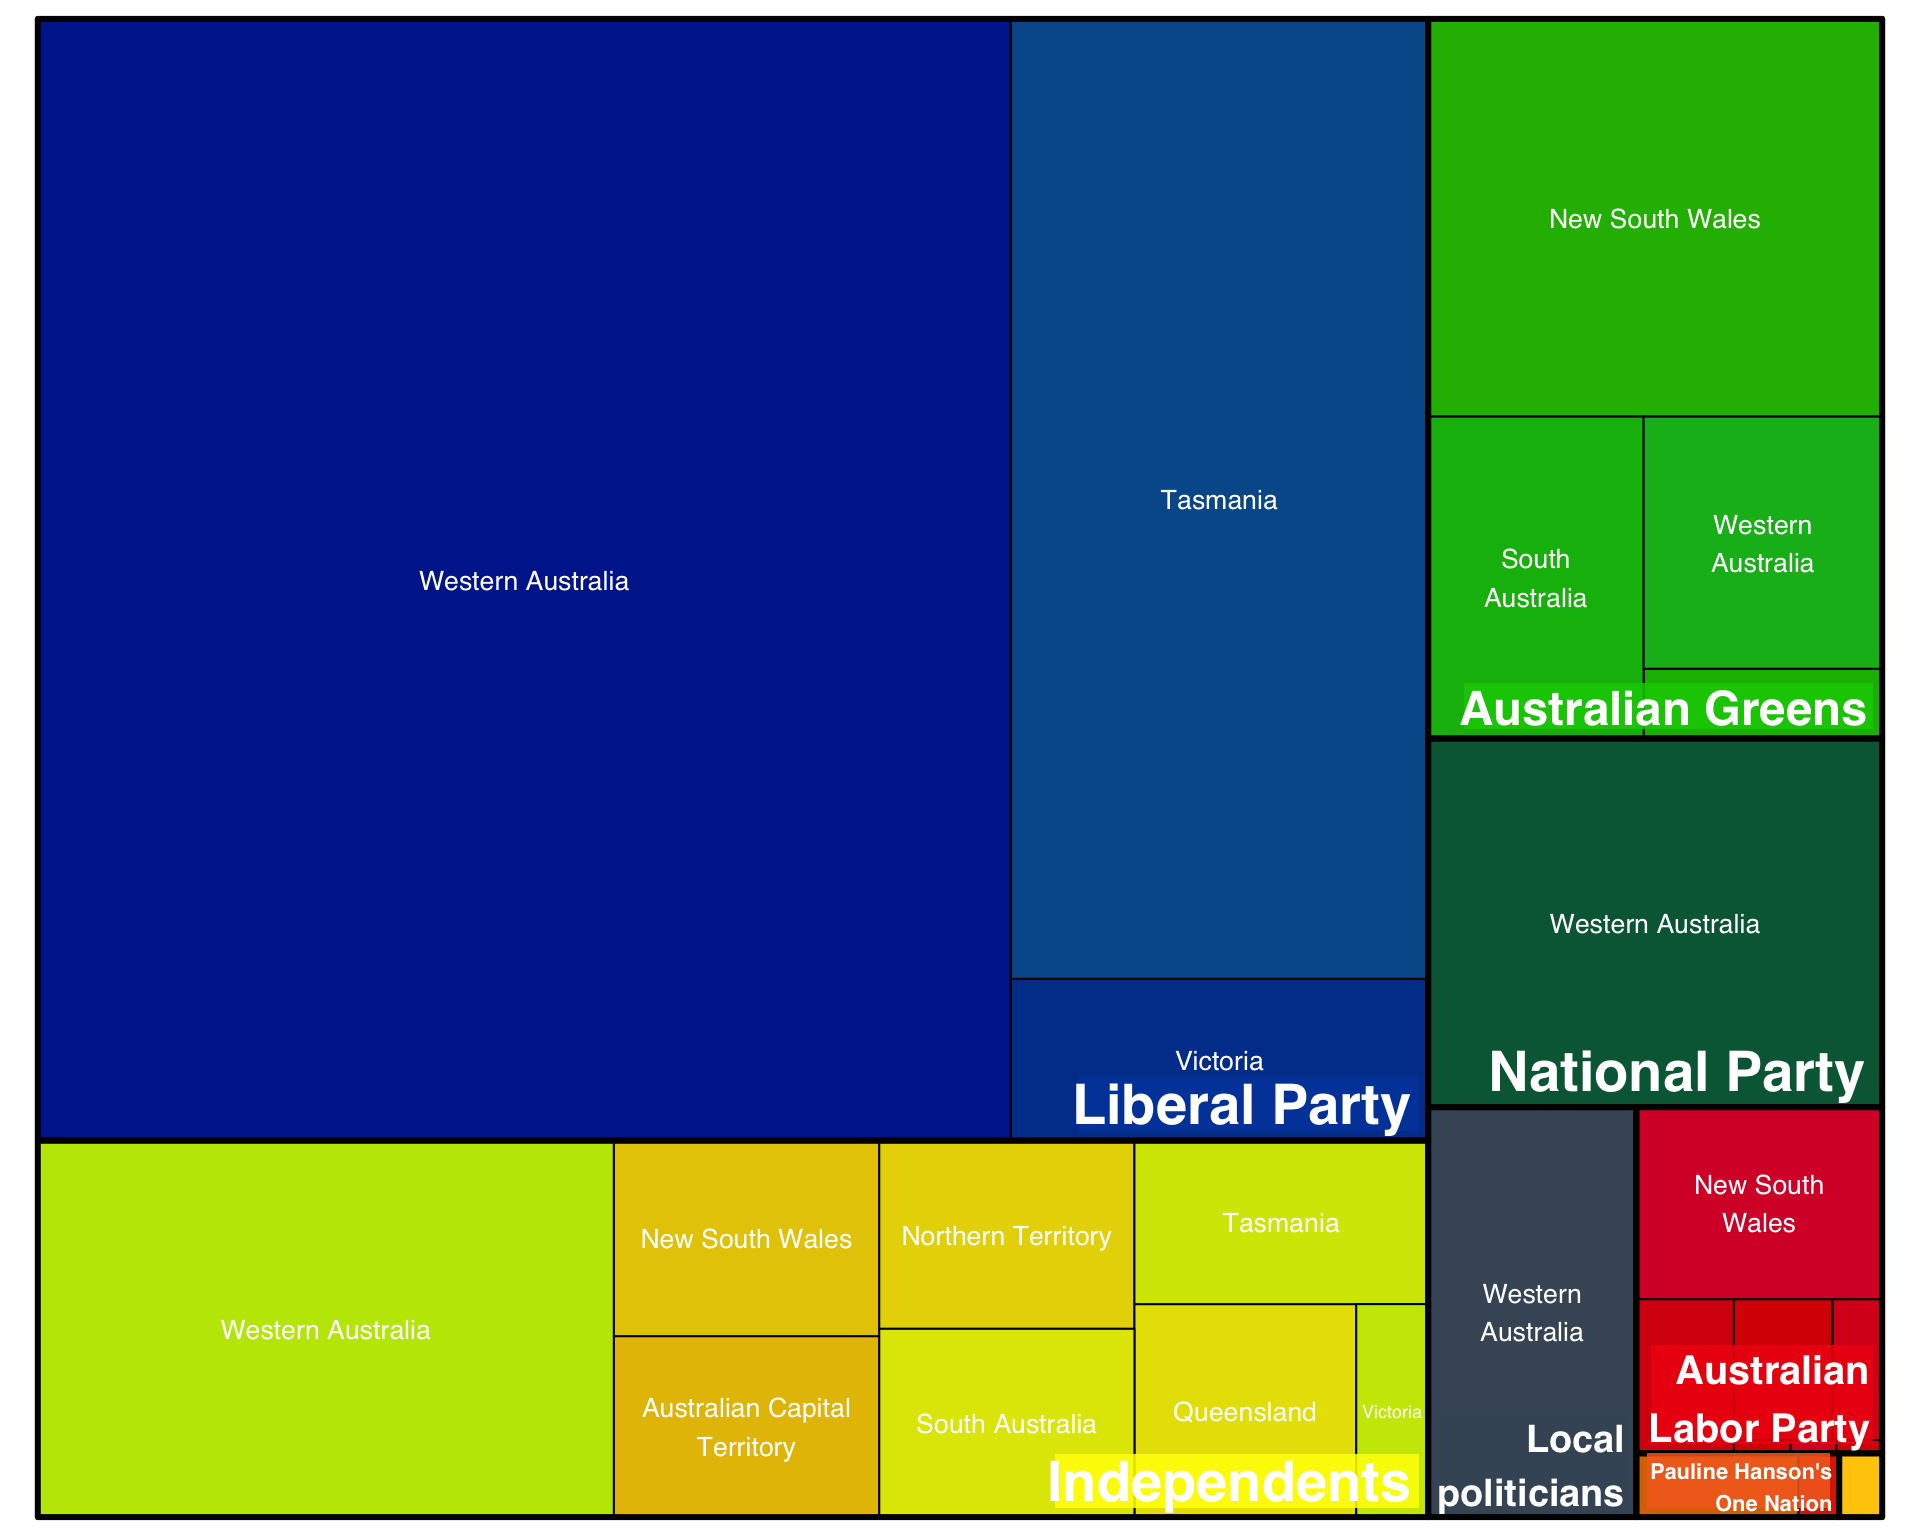 Western Australia
Tasmania
Victoria
Liberal Party
New South Wales
South
Australia
Western
Australia
Australian Greens
Western Australia
National Party
Western Australia
New South Wales
Australian Capital
Territory
Northern Territory
South Australia
Tasmania
Queensland
Victoria
Independents
Western
Australia
Local
politicians
New South
Wales
Australian
Labor Party
Pauline Hanson's
One Nation